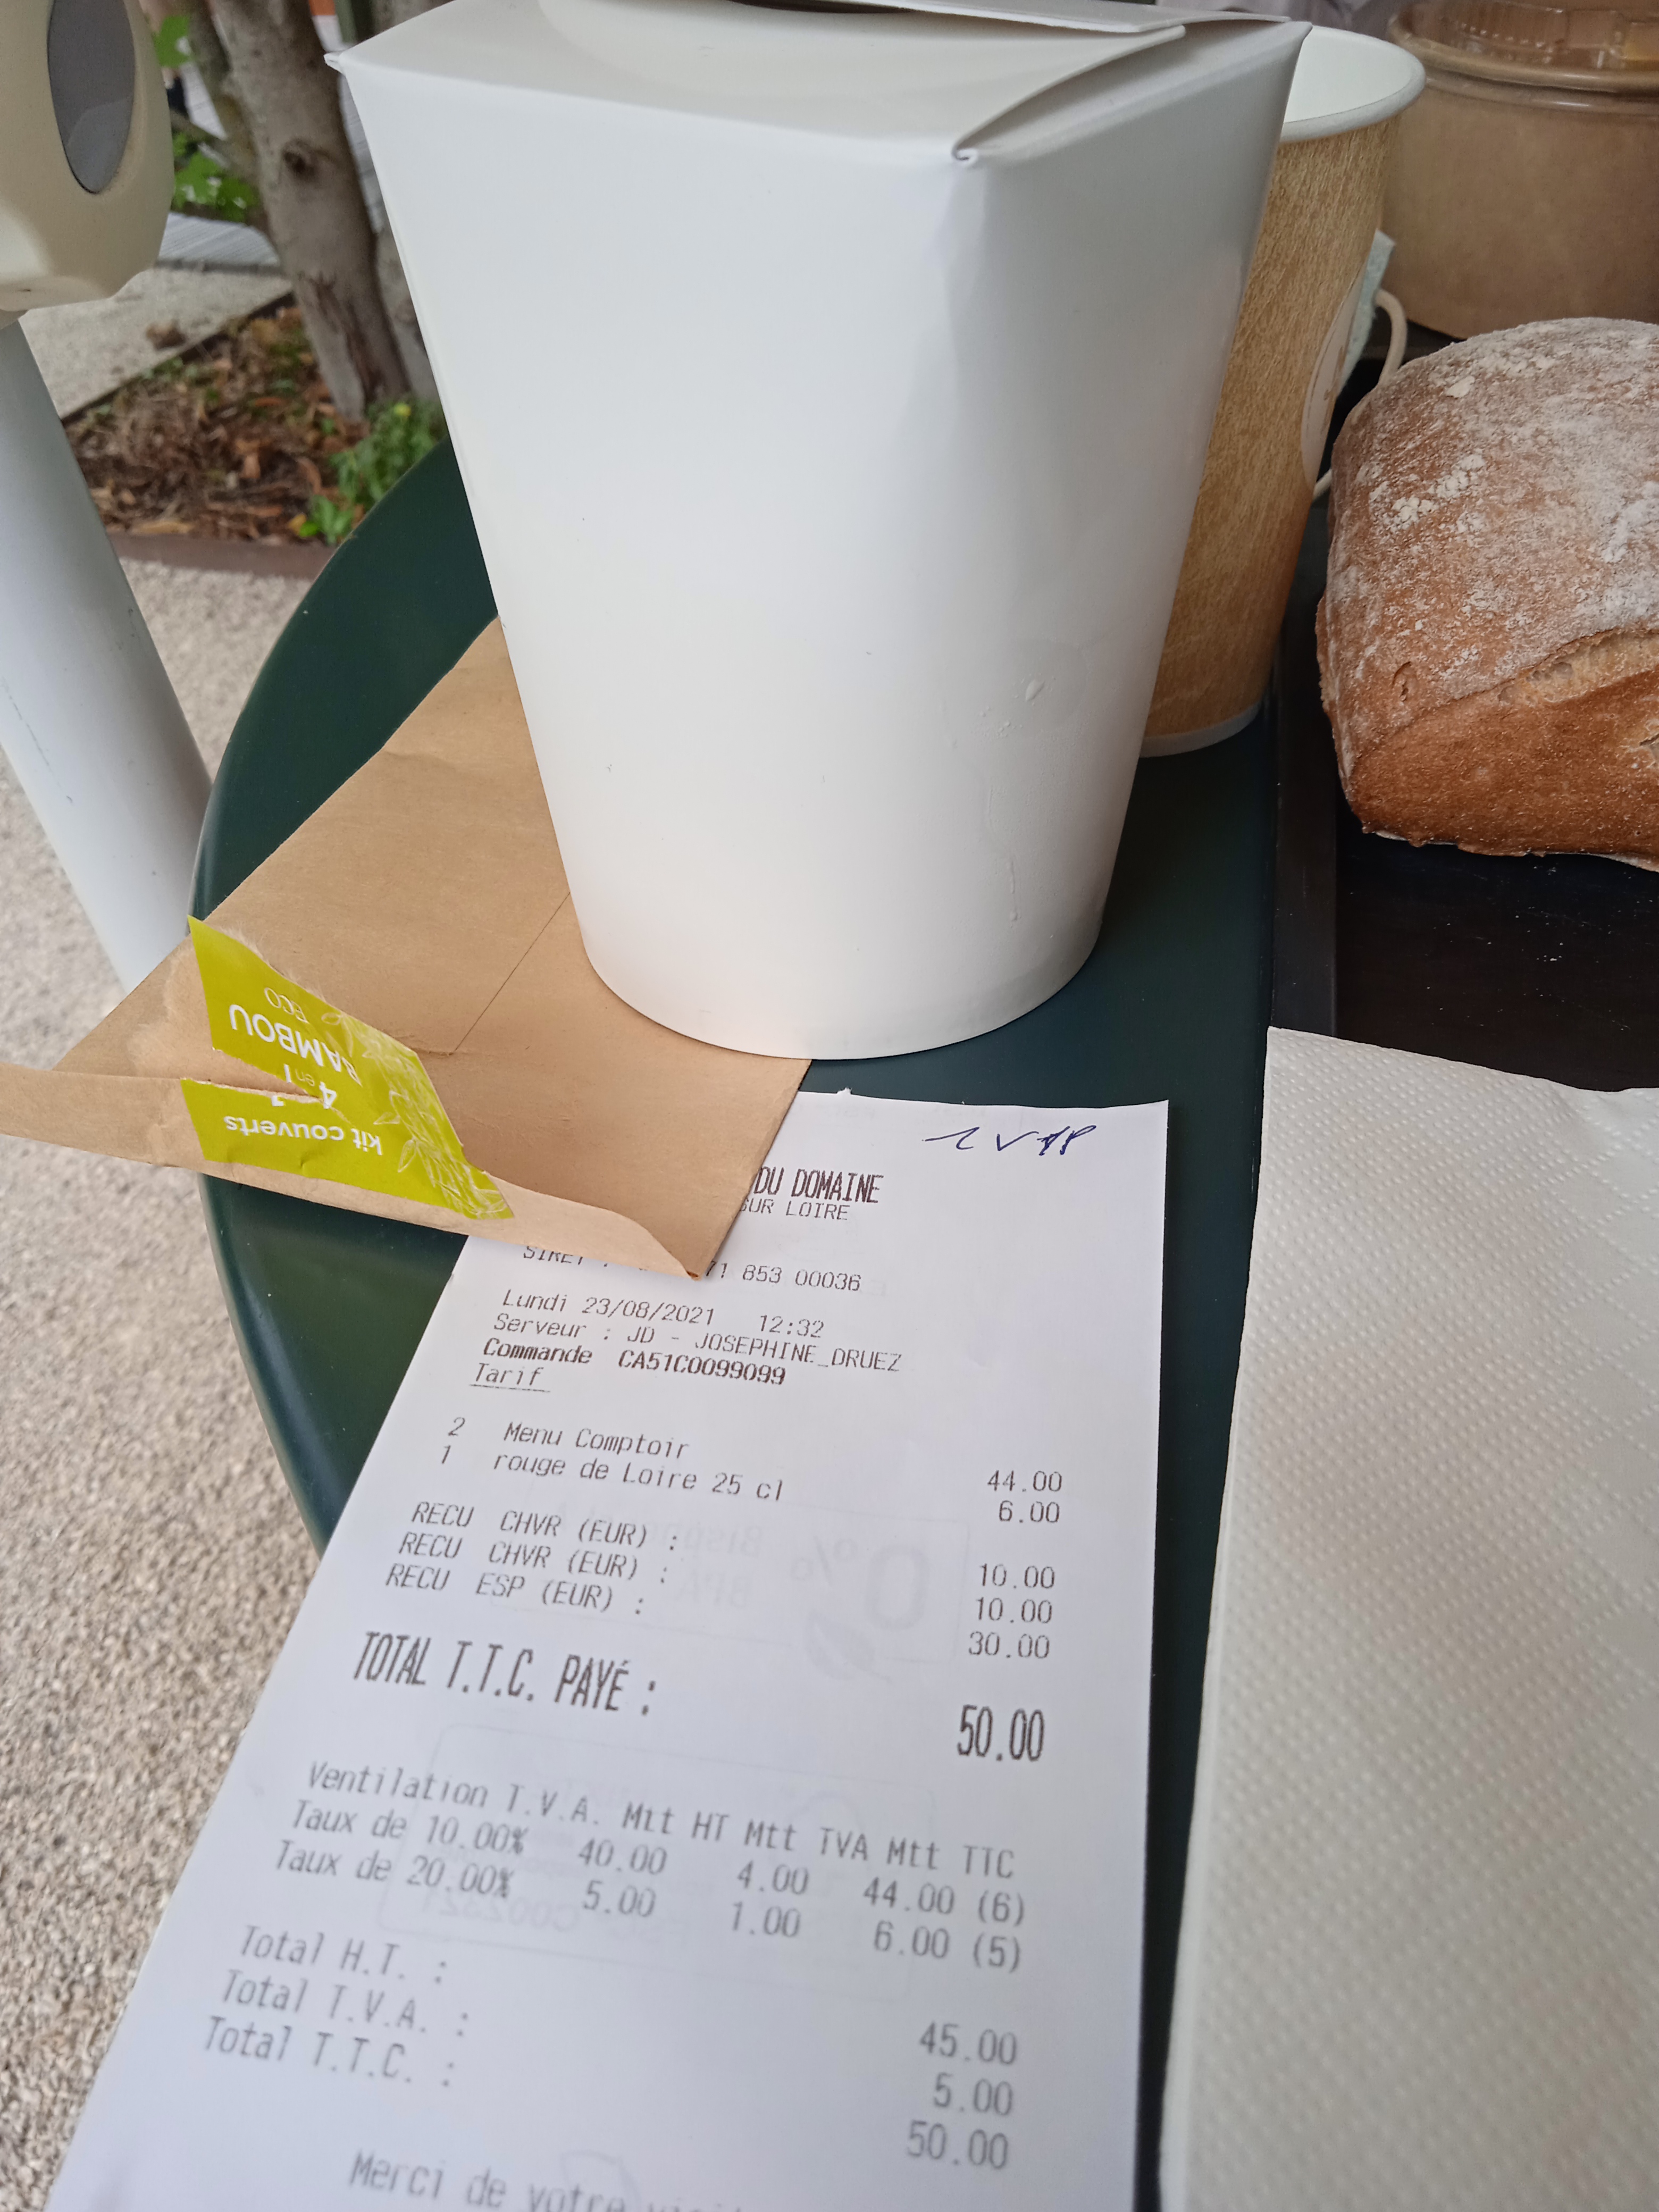 kit couverts
4 en 1
BAMBOU
ECO
DU DOMAINE
SUR LOIRE
SIRET : 71 853 00036
Lundi 23/08/2021 12:32
Serveur : JD - JOSEPHINE_DRUEZ
Commande CA51C0099099
Tarif
2 Menu Comptoir 44.00
1 rouge de Loire 25 cl 6.00
RECU CHVR (EUR) : 10.00
RECU CHVR (EUR) : 10.00
RECU ESP (EUR) : 30.00
TOTAL T.T.C. PAYÉ : 50.00
Ventilation T.V.A. Mtt HT Mtt TVA Mtt TTC
Taux de 10.00% 40.00 4.00 44.00 (6)
Taux de 20.00% 5.00 1.00 6.00 (5)
Total H.T. : 45.00
Total T.V.A. : 5.00
Total T.T.C. : 50.00
Merci de votre